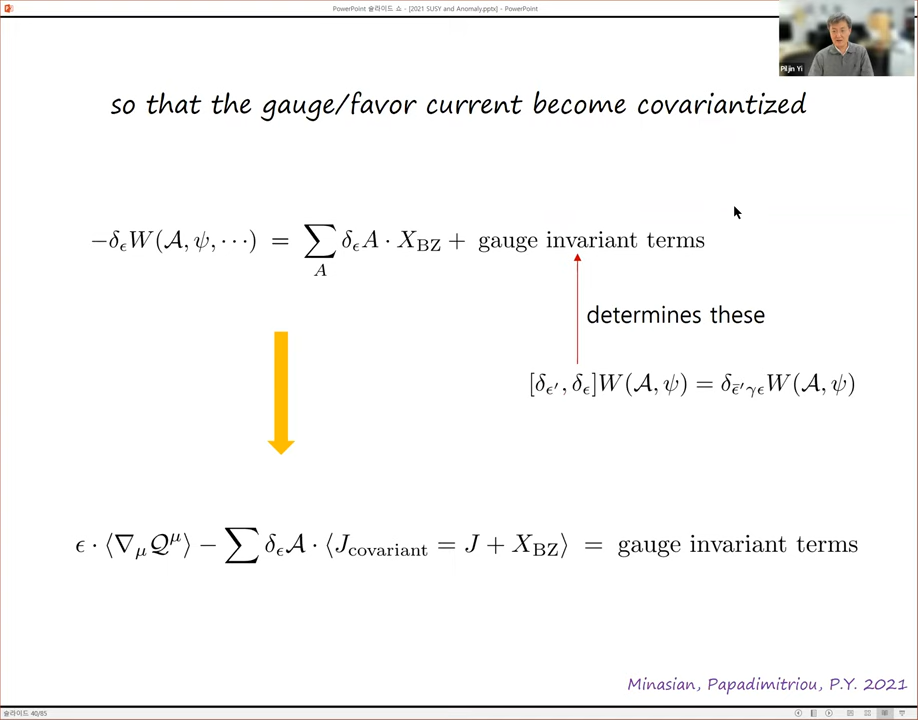 PowerPoint 슬라이드 쇼 - [2021 SUSY and Anomaly.pptx] - PowerPoint
Piljin Yi
so that the gauge/favor current become covariantized
−δ_ϵW(𝒜, ψ, ⋯) = ∑_A δ_ϵA · X_BZ + gauge invariant terms
determines these
[δ_ϵ′, δ_ϵ]W(𝒜, ψ) = δ_ϵ̄′γϵW(𝒜, ψ)
ϵ · ⟨∇_μ𝒬^μ⟩ − ∑ δ_ϵ𝒜 · ⟨J_covariant = J + X_BZ⟩ = gauge invariant terms
Minasian, Papadimitriou, P.Y. 2021
슬라이드 40/85